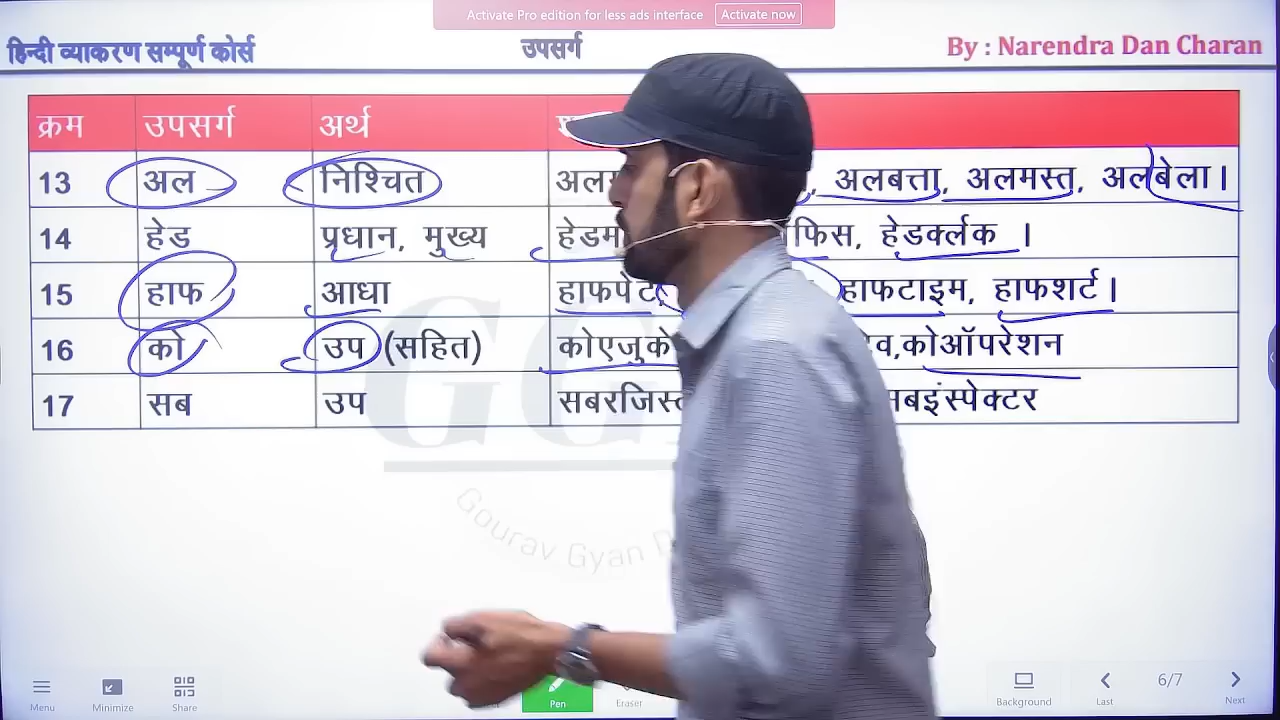 Activate Pro edition for less ads interface Activate now
हिन्दी व्याकरण सम्पूर्ण कोर्स उपसर्ग By : Narendra Dan Charan
क्रम उपसर्ग अर्थ
13 अल निश्चित अलबत्ता, अलमस्त, अलबेला।
14 हेड प्रधान, मुख्य हेडक्लर्क ।
15 हाफ आधा हाफपेंट हाफटाइम, हाफशर्ट।
16 को उप (सहित) कोऑपरेशन
17 सब उप सबइंस्पेक्टर
Gourav Gyan
Menu Minimize Share Pen Eraser Background Last 6/7 Next